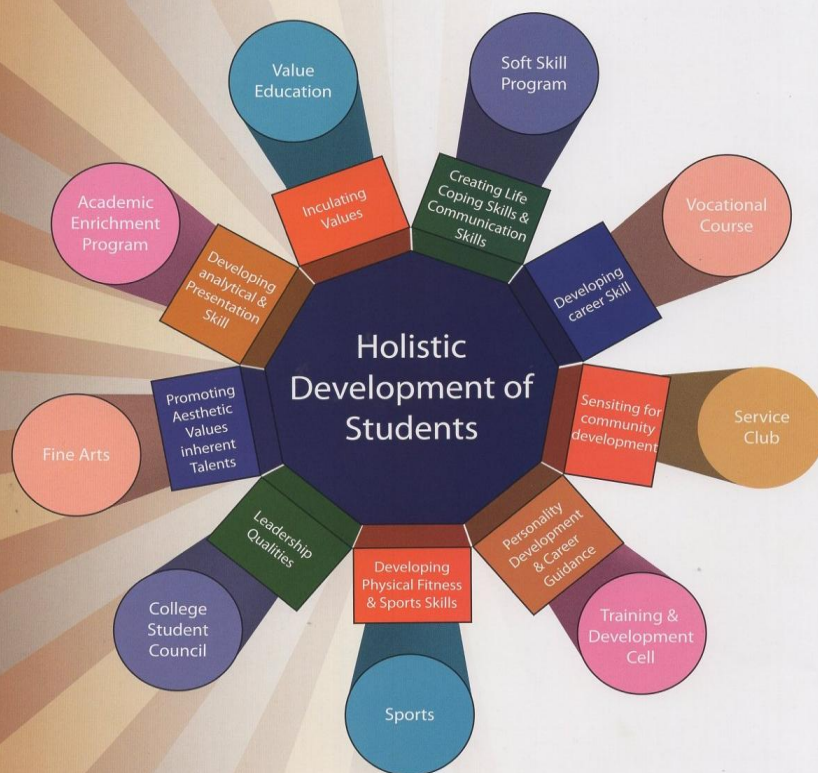 Holistic
Development of
Students
Value
Education
Inculating
Values
Soft Skill
Program
Creating Life
Coping Skills &
Communication
Skills
Vocational
Course
Developing
career Skill
Service
Club
Sensiting for
community
development
Training &
Development
Cell
Personality
Development
& Career
Guidance
Sports
Developing
Physical Fitness
& Sports Skills
College
Student
Council
Leadership
Qualities
Fine Arts
Promoting
Aesthetic
Values
inherent
Talents
Academic
Enrichment
Program
Developing
analytical &
Presentation
Skill